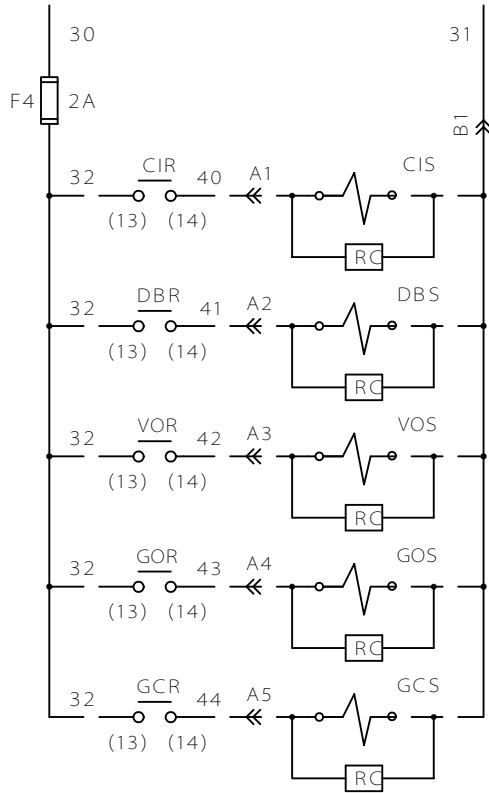 30 31
F4 2A
B1
CIR CIS
32 40 A1
(13) (14)
RC
DBR DBS
32 41 A2
(13) (14)
RC
VOR VOS
32 42 A3
(13) (14)
RC
GOR GOS
32 43 A4
(13) (14)
RC
GCR GCS
32 44 A5
(13) (14)
RC